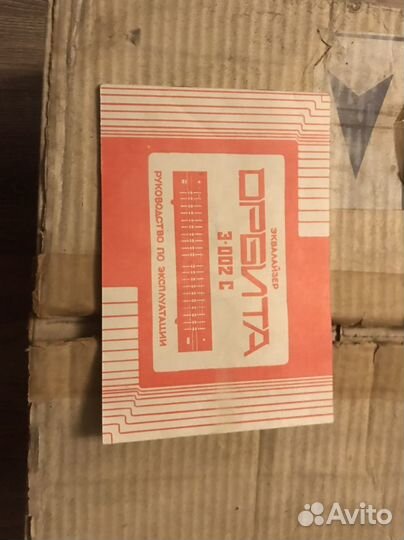 ЭКВАЛАЙЗЕР
ОРБИТА
Э-002 С
РУКОВОДСТВО ПО ЭКСПЛУАТАЦИИ
Avito